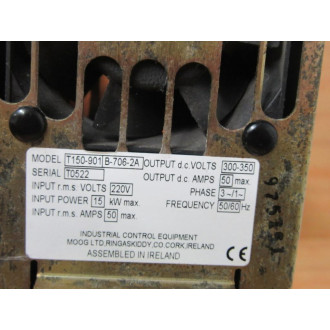 MODEL T150-901 B-706-2A OUTPUT d.c. VOLTS 300-350
SERIAL T0522 OUTPUT d.c. AMPS 50 max.
INPUT r.m.s. VOLTS 220V PHASE 3~/1~
INPUT POWER 15 kW max. FREQUENCY 50/60 Hz
INPUT r.m.s. AMPS 50 max.
INDUSTRIAL CONTROL EQUIPMENT
MOOG LTD. RINGASKIDDY, CO. CORK, IRELAND
ASSEMBLED IN IRELAND CE